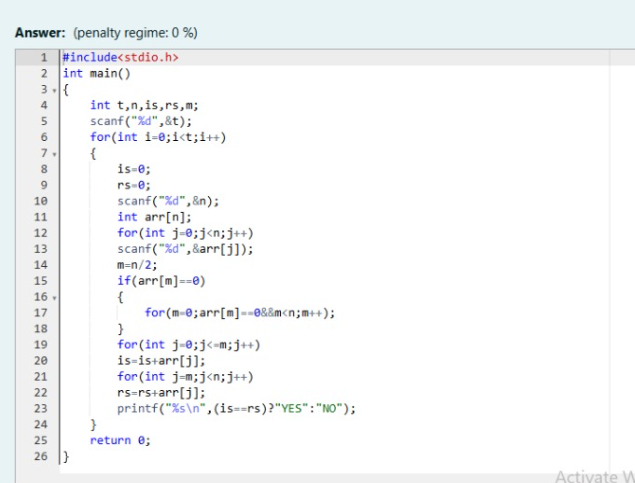 Answer: (penalty regime: 0 %)
1 #include<stdio.h>
2 int main()
3 {
4 int t,n,is,rs,m;
5 scanf("%d",&t);
6 for(int i=0;i<t;i++)
7 {
8 is=0;
9 rs=0;
10 scanf("%d",&n);
11 int arr[n];
12 for(int j=0;j<n;j++)
13 scanf("%d",&arr[j]);
14 m=n/2;
15 if(arr[m]==0)
16 {
17 for(m=0;arr[m]==0&&m<n;m++);
18 }
19 for(int j=0;j<=m;j++)
20 is=is+arr[j];
21 for(int j=m;j<n;j++)
22 rs=rs+arr[j];
23 printf("%s\n",(is==rs)?"YES":"NO");
24 }
25 return 0;
26 }
Activate W